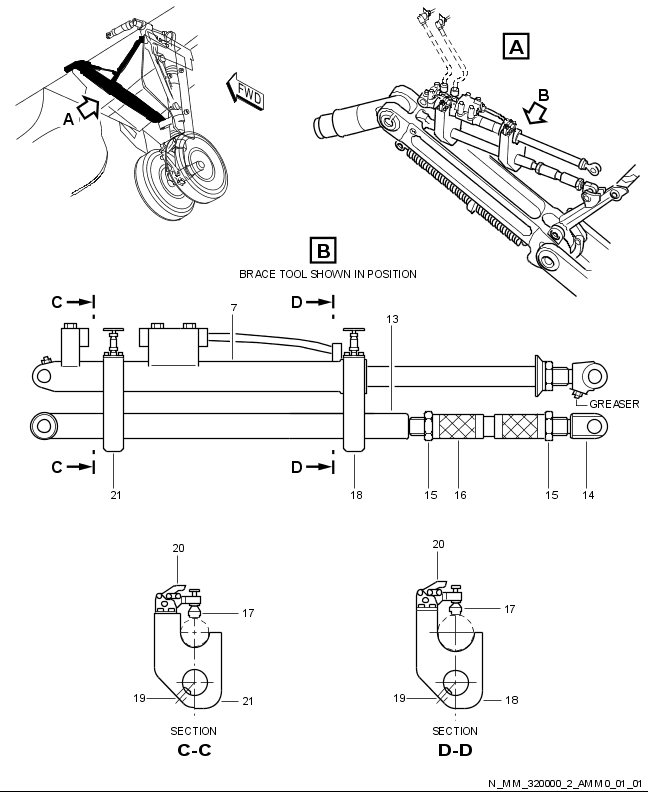 A
FWD
A
B
B
BRACE TOOL SHOWN IN POSITION
C D
7 13
GREASER
C D
21 18 15 16 15 14
20 20
17 17
19 21 19 18
SECTION SECTION
C-C D-D
N_MM_320000_2_AMM0_01_01